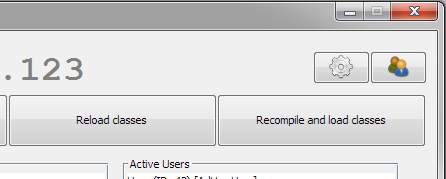 .123
Reload classes
Recompile and load classes
Active Users